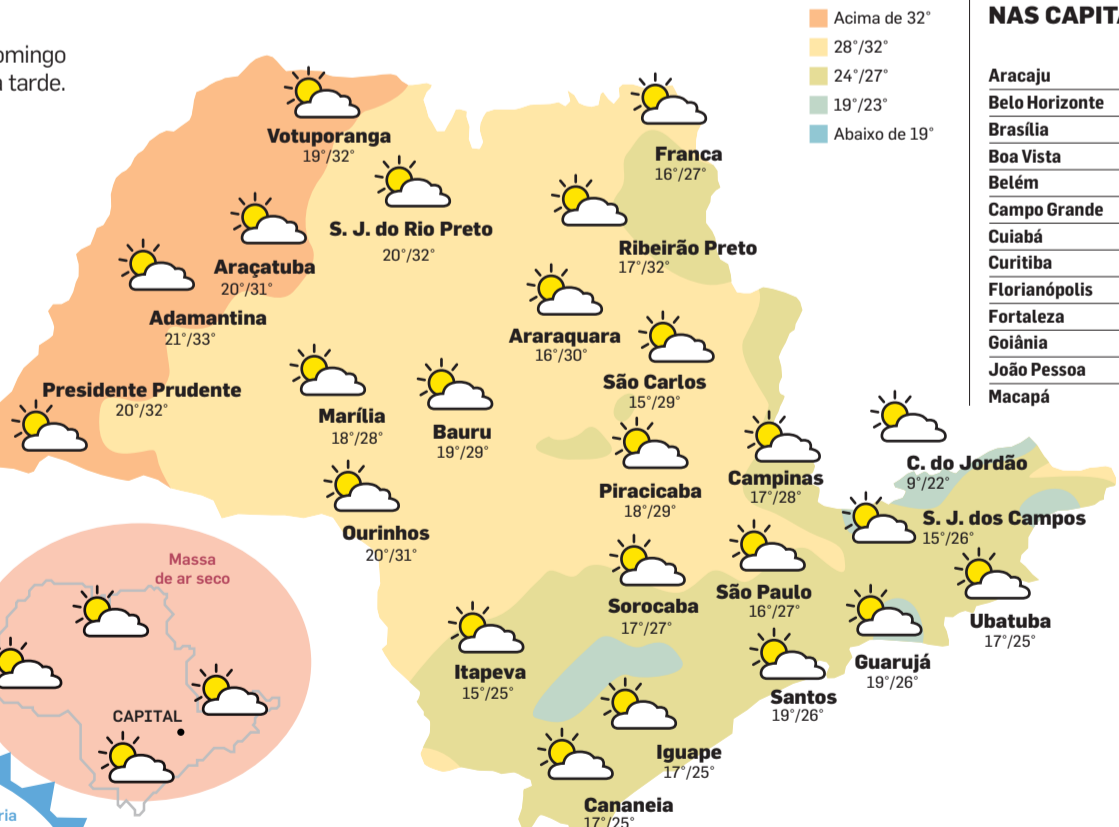 omingo
a tarde.
Acima de 32°
28°/32°
24°/27°
19°/23°
Abaixo de 19°
NAS CAPITA
Aracaju
Belo Horizonte
Brasília
Boa Vista
Belém
Campo Grande
Cuiabá
Curitiba
Florianópolis
Fortaleza
Goiânia
João Pessoa
Macapá
Votuporanga
19°/32°
Franca
16°/27°
S. J. do Rio Preto
20°/32°
Ribeirão Preto
17°/32°
Araçatuba
20°/31°
Adamantina
21°/33°
Araraquara
16°/30°
São Carlos
15°/29°
Presidente Prudente
20°/32°
Marília
18°/28°
Bauru
19°/29°
Piracicaba
18°/29°
Campinas
17°/28°
C. do Jordão
9°/22°
S. J. dos Campos
15°/26°
Ourinhos
20°/31°
Sorocaba
17°/27°
São Paulo
16°/27°
Ubatuba
17°/25°
Itapeva
15°/25°
Guarujá
19°/26°
Santos
19°/26°
Iguape
17°/25°
Cananeia
17°/25°
Massa
de ar seco
CAPITAL
ria